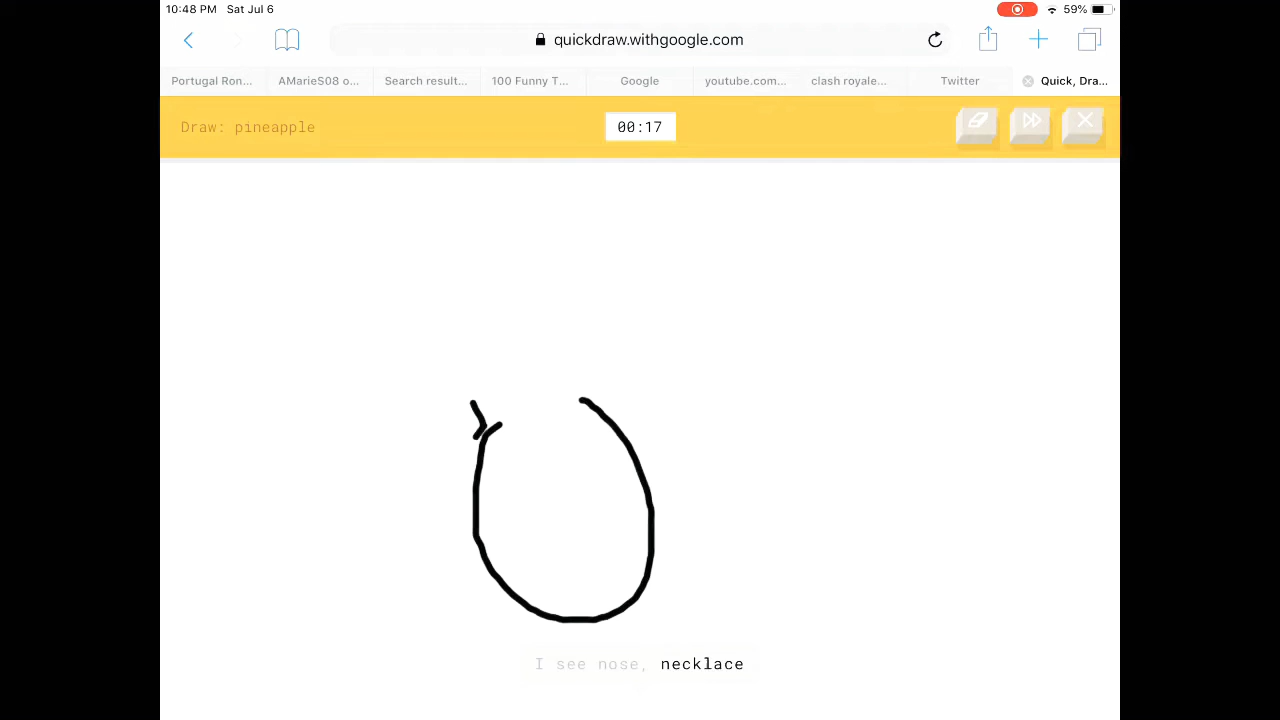 10:48 PM Sat Jul 6 59%
quickdraw.withgoogle.com
Portugal Ron... AMarieS08 o... Search result... 100 Funny T... Google youtube.com... clash royale... Twitter Quick, Dra...
Draw: pineapple 00:17
I see nose, necklace